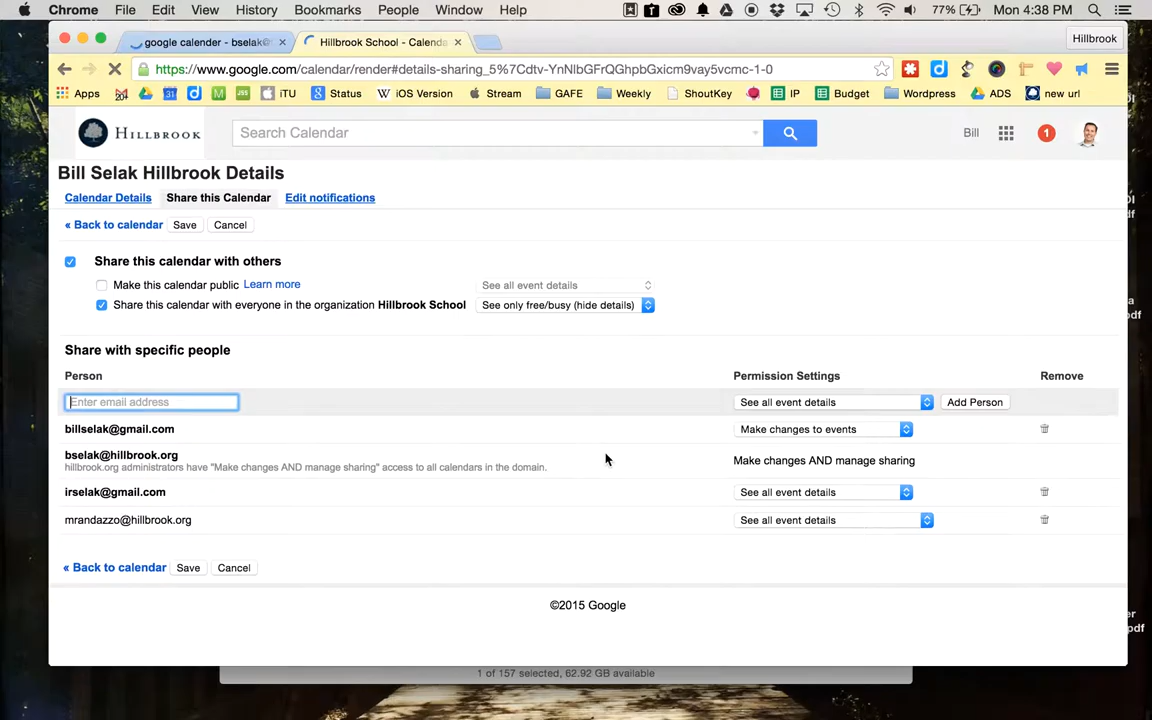 Chrome File Edit View History Bookmarks People Window Help 77% Mon 4:38 PM
google calender - bselak@ Hillbrook School - Calenda Hillbrook
https://www.google.com/calendar/render#details-sharing_5%7Cdtv-YnNlbGFrQGhpbGxicm9vay5vcmc-1-0
Apps iTU Status iOS Version Stream GAFE Weekly ShoutKey IP Budget Wordpress ADS new url
HILLBROOK Search Calendar Bill 1
Bill Selak Hillbrook Details
Calendar Details Share this Calendar Edit notifications
« Back to calendar Save Cancel
Share this calendar with others
Make this calendar public Learn more See all event details
Share this calendar with everyone in the organization Hillbrook School See only free/busy (hide details)
Share with specific people
Person Permission Settings Remove
Enter email address See all event details Add Person
billselak@gmail.com Make changes to events
bselak@hillbrook.org
hillbrook.org administrators have "Make changes AND manage sharing" access to all calendars in the domain. Make changes AND manage sharing
irselak@gmail.com See all event details
mrandazzo@hillbrook.org See all event details
« Back to calendar Save Cancel
©2015 Google
1 of 157 selected, 62.92 GB available